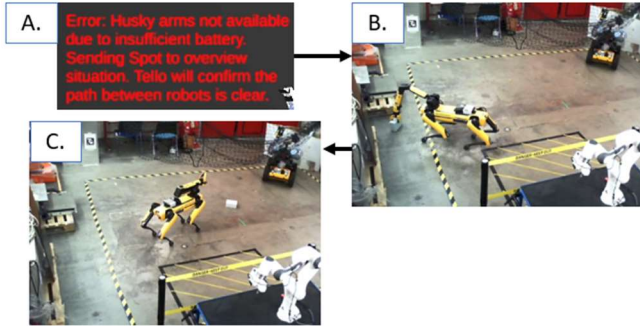 A.
Error: Husky arms not available
due to insufficient battery.
Sending Spot to overview
situation. Tello will confirm the
path between robots is clear.
B.
C.